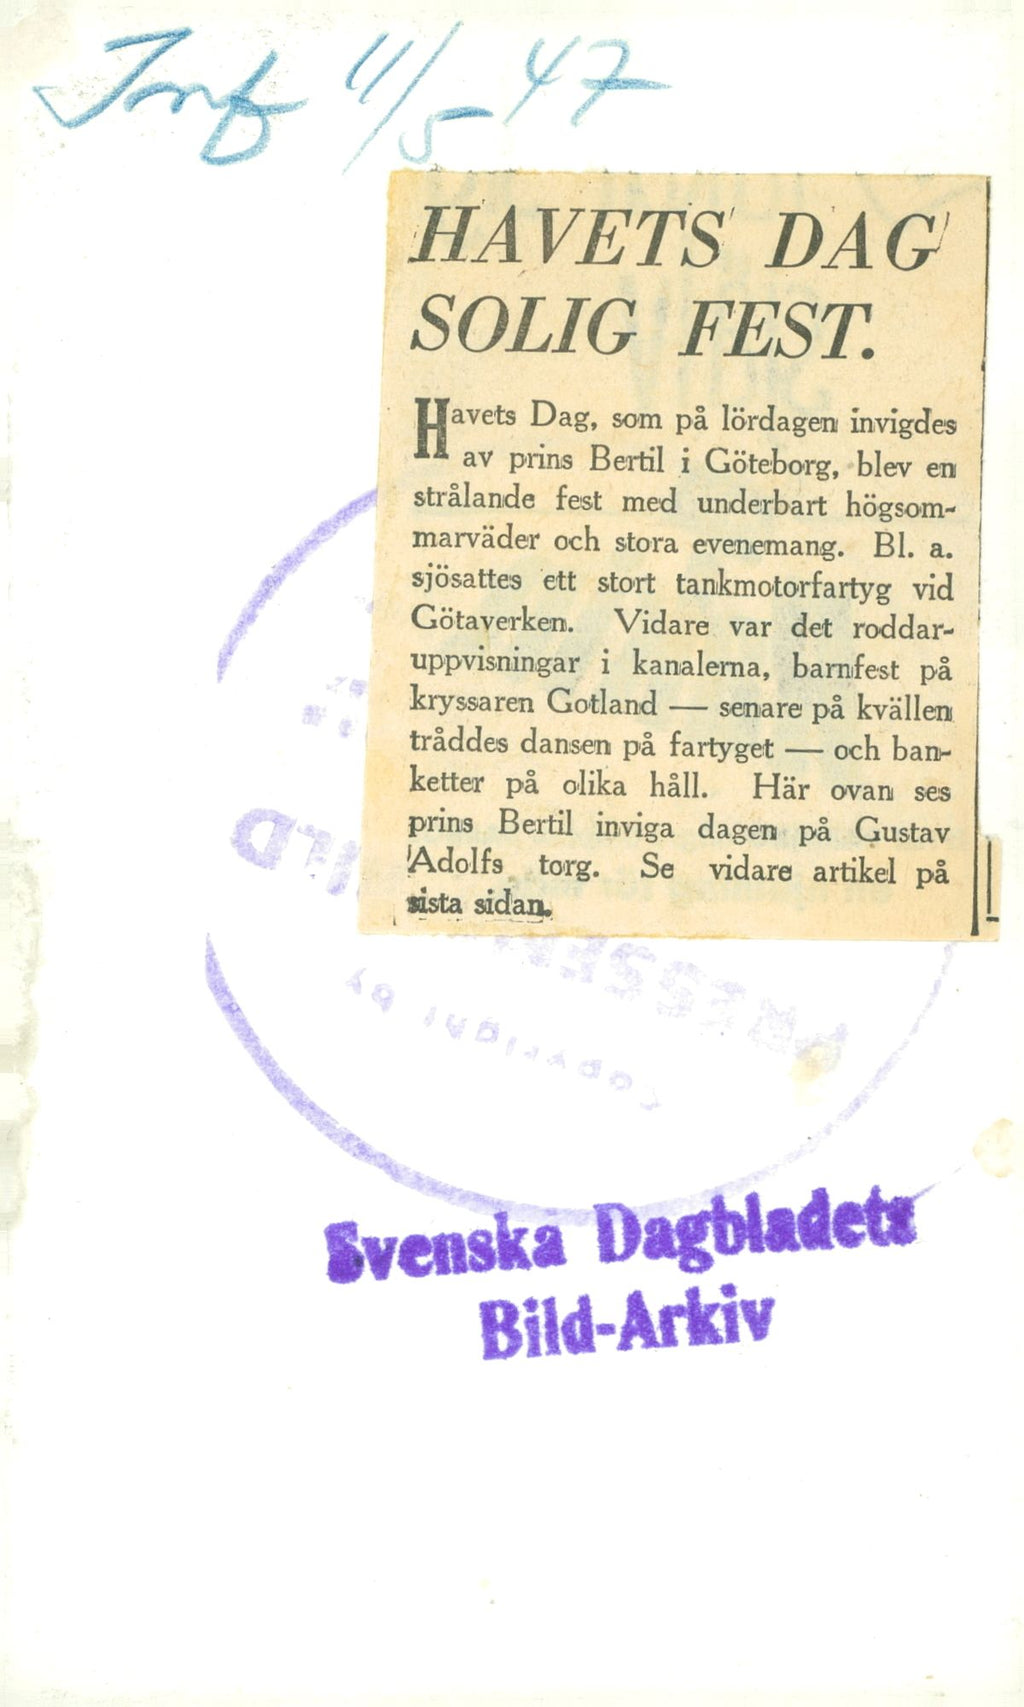 Inf 11/5-47
HAVETS DAG
SOLIG FEST.
Havets Dag, som på lördagen invigdes
av prins Bertil i Göteborg, blev en
strålande fest med underbart högsom-
marväder och stora evenemang. Bl. a.
sjösattes ett stort tankmotorfartyg vid
Götaverken. Vidare var det roddar-
uppvisningar i kanalerna, barnfest på
kryssaren Gotland — senare på kvällen
tråddes dansen på fartyget — och ban-
ketter på olika håll. Här ovan ses
prins Bertil inviga dagen på Gustav
Adolfs torg. Se vidare artikel på
sista sidan.
COPYRIGHT BY
Svenska Dagbladets
Bild-Arkiv